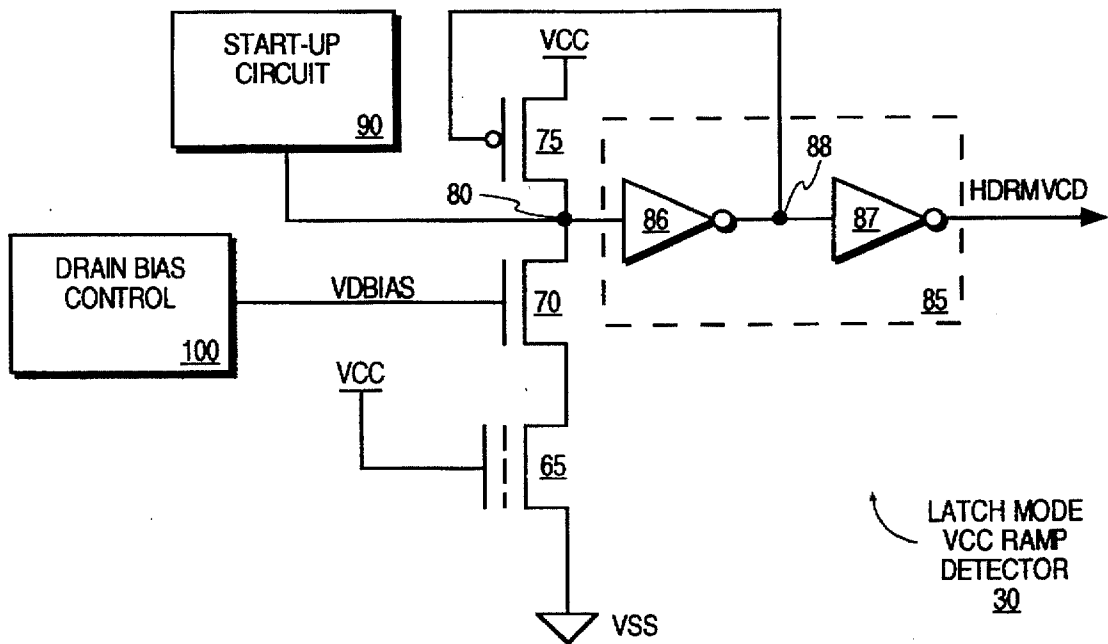 START-UP
CIRCUIT
90
VCC
75
80
86
88
87
HDRMVCD
85
DRAIN BIAS
CONTROL
100
VDBIAS
70
VCC
65
LATCH MODE
VCC RAMP
DETECTOR
30
VSS